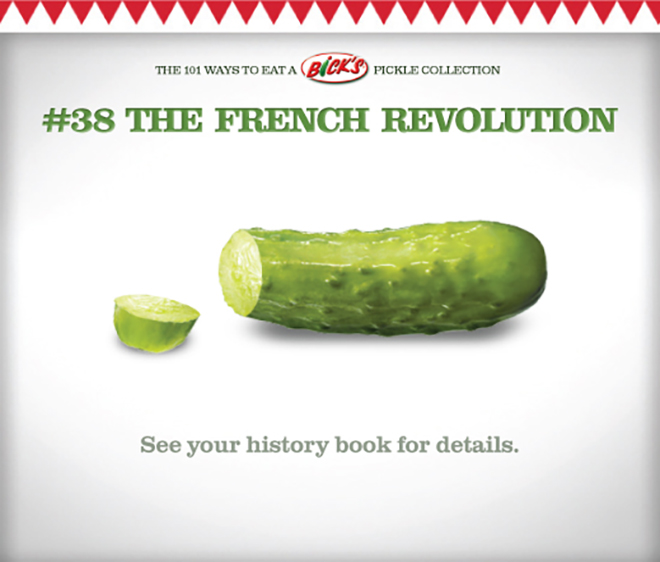 THE 101 WAYS TO EAT A BICK'S PICKLE COLLECTION
#38 THE FRENCH REVOLUTION
See your history book for details.